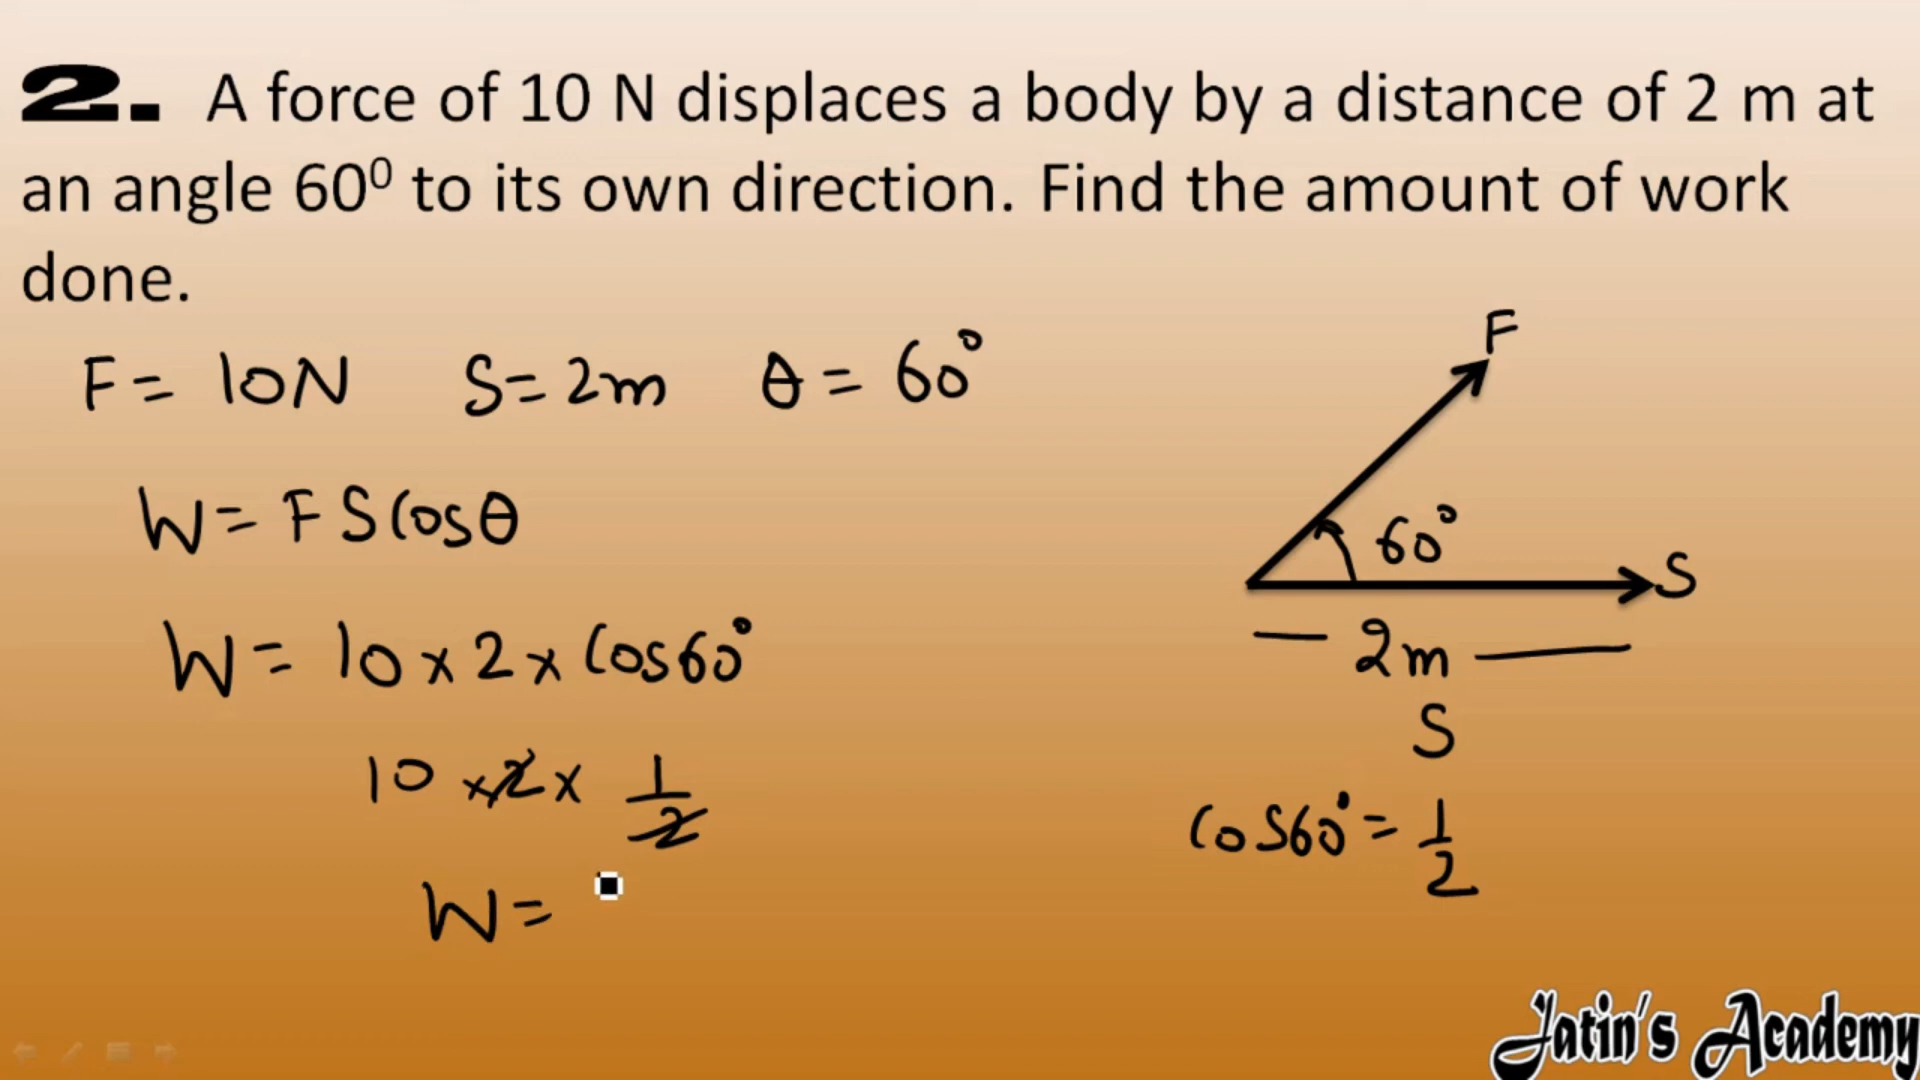 2. A force of 10 N displaces a body by a distance of 2 m at
an angle 60⁰ to its own direction. Find the amount of work
done.
F = 10N S = 2m θ = 60°
W = F S Cosθ
W = 10 x 2 x Cos60°
10 x 2 x 1/2
W =
F
60°
S
2m
S
Cos60° = 1/2
Jatin's Academy